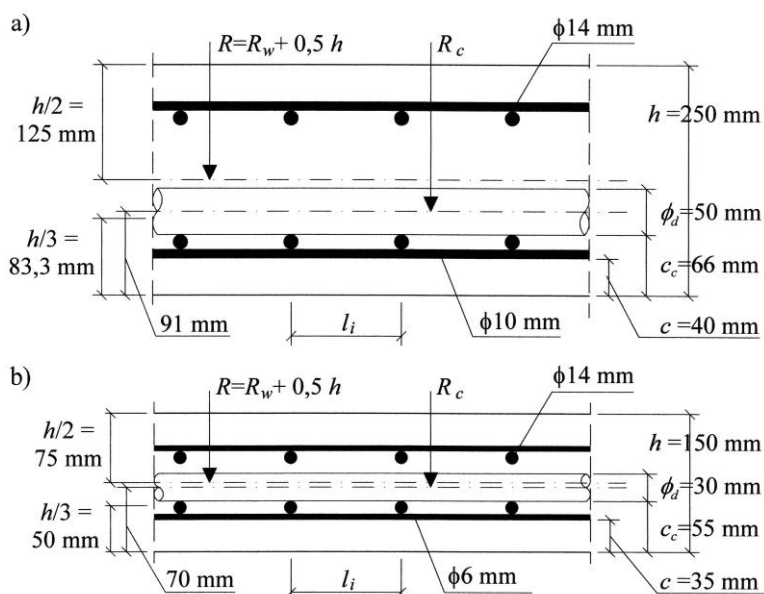 a)
R=Rw+ 0,5 h
Rc
ϕ14 mm
h/2 =
125 mm
h=250 mm
ϕd=50 mm
h/3 =
83,3 mm
cc=66 mm
91 mm
li
ϕ10 mm
c =40 mm
b)
R=Rw+ 0,5 h
Rc
ϕ14 mm
h/2 =
75 mm
h=150 mm
ϕd=30 mm
h/3 =
50 mm
cc=55 mm
70 mm
li
ϕ6 mm
c =35 mm